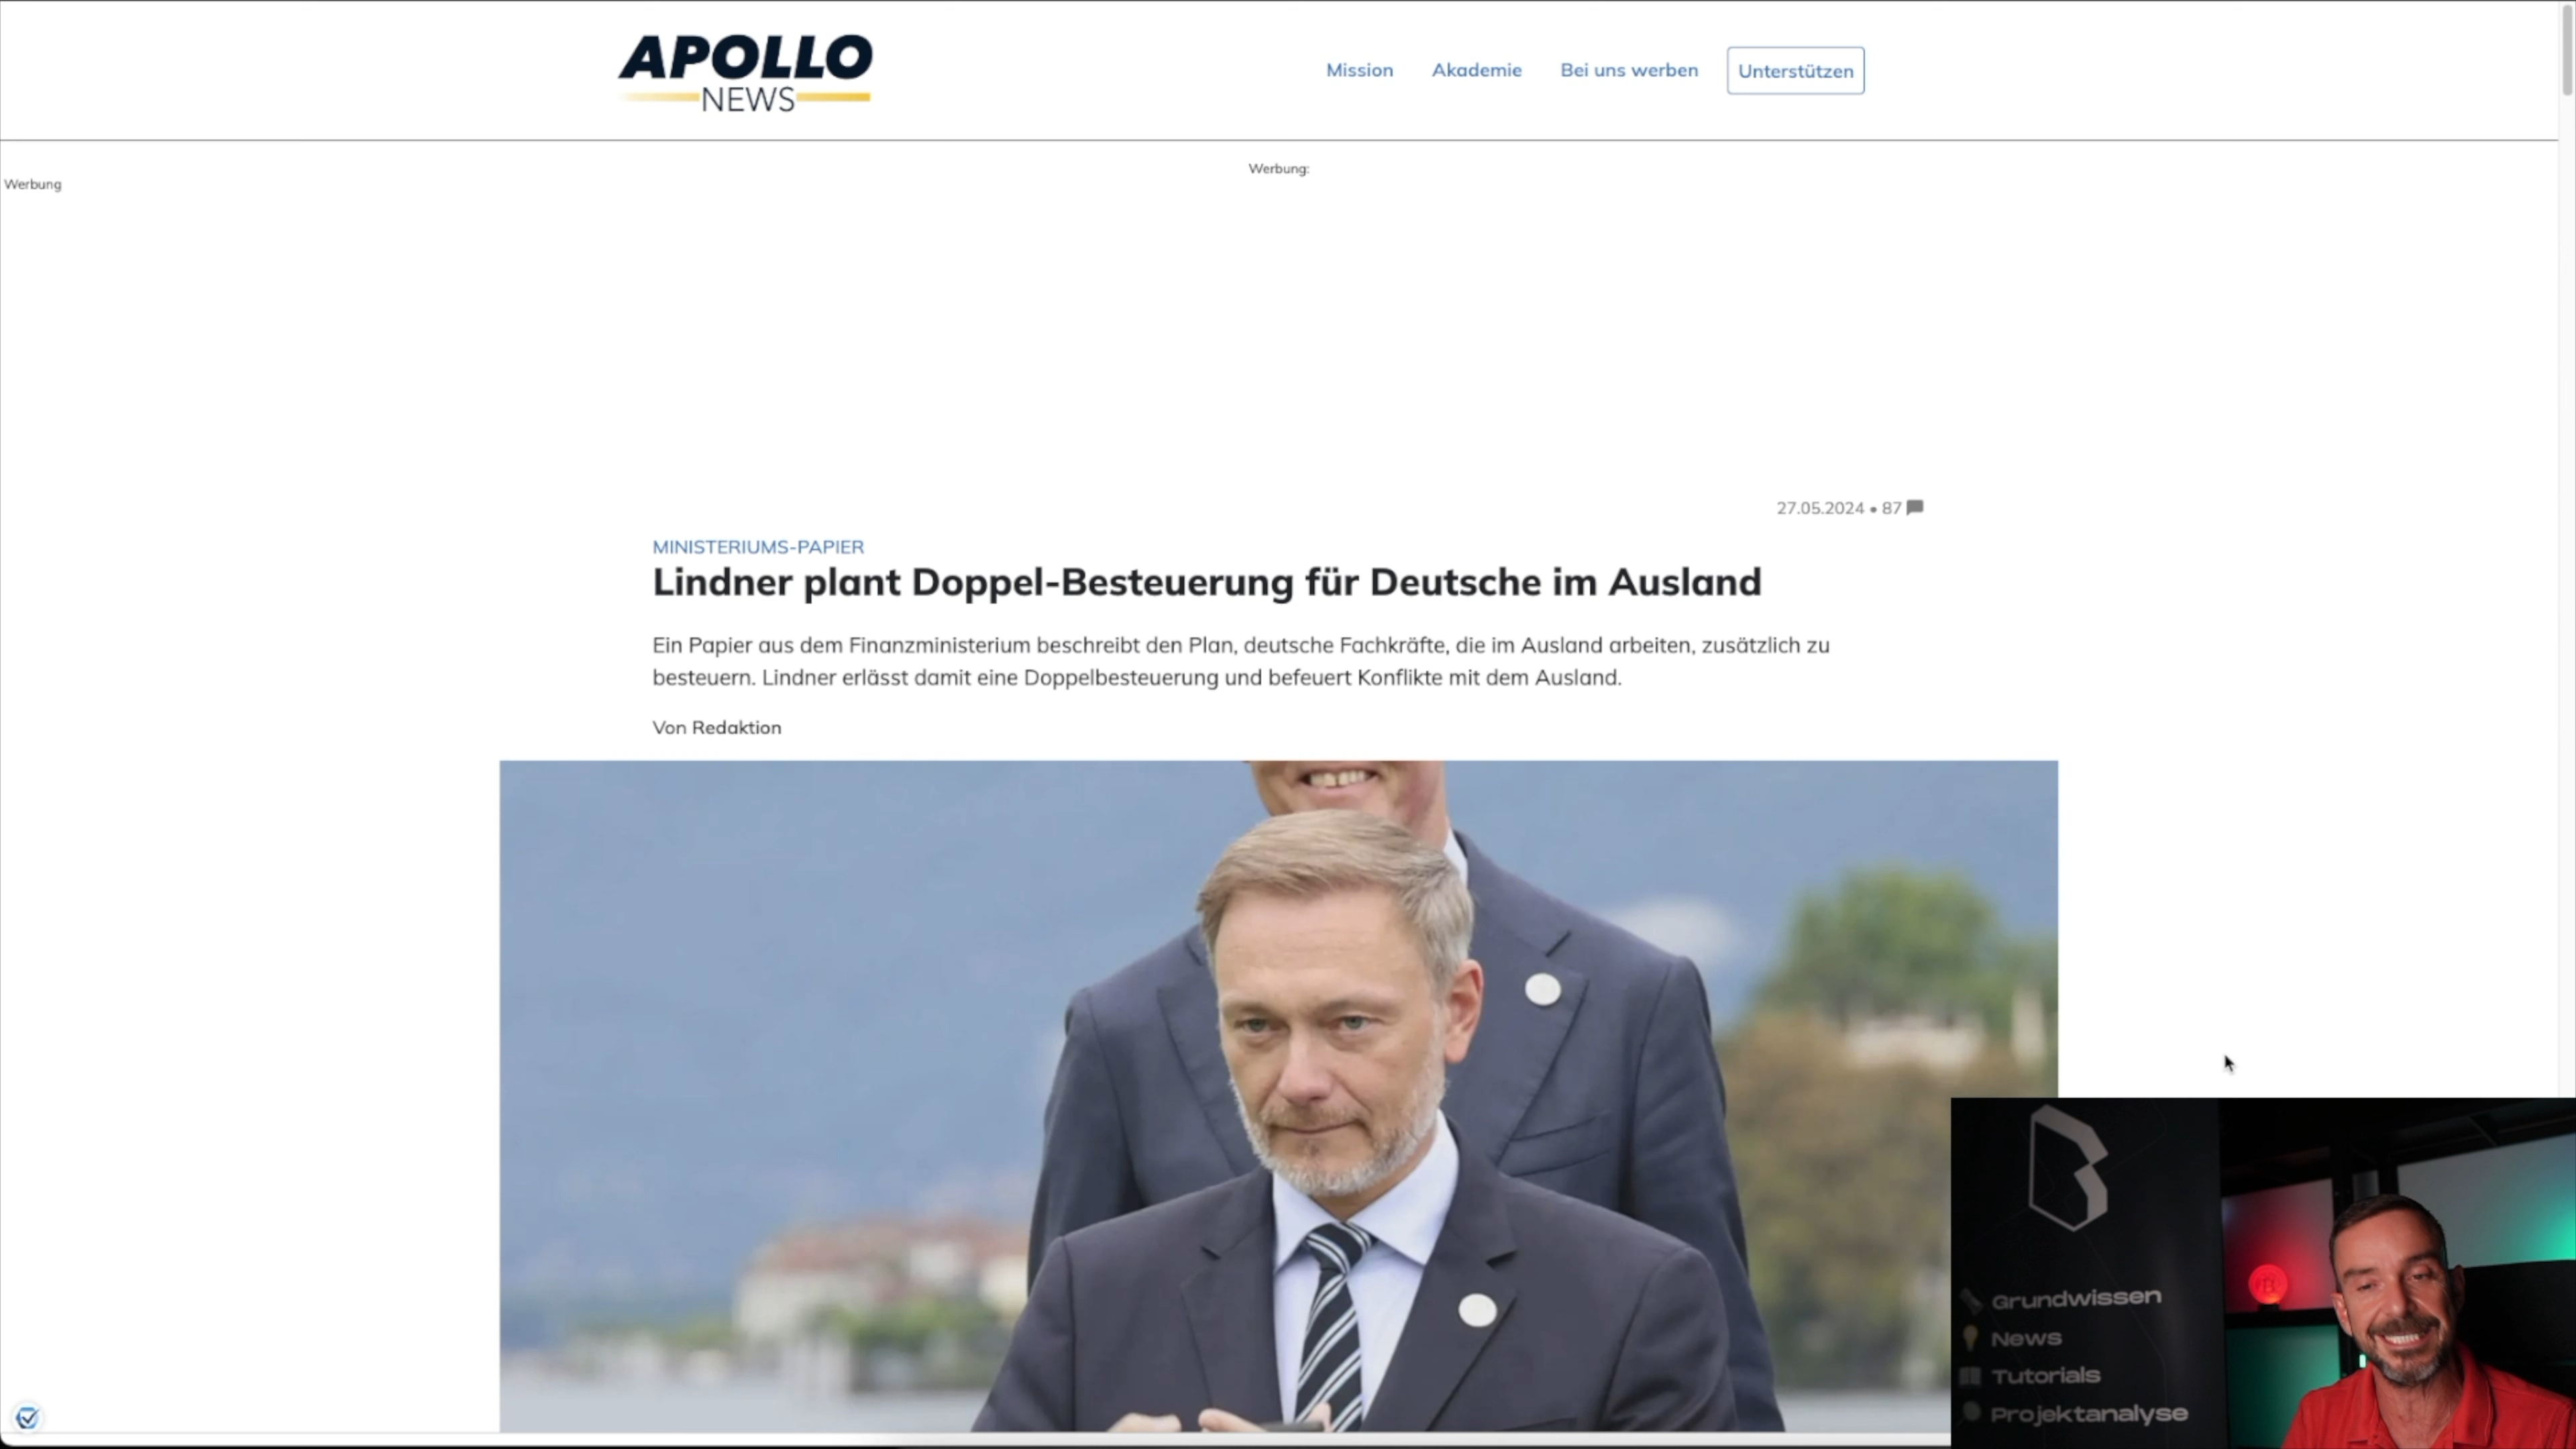 APOLLO
NEWS
Mission
Akademie
Bei uns werben
Unterstützen
Werbung:
Werbung
27.05.2024 • 87
MINISTERIUMS-PAPIER
Lindner plant Doppel-Besteuerung für Deutsche im Ausland
Ein Papier aus dem Finanzministerium beschreibt den Plan, deutsche Fachkräfte, die im Ausland arbeiten, zusätzlich zu
besteuern. Lindner erlässt damit eine Doppelbesteuerung und befeuert Konflikte mit dem Ausland.
Von Redaktion
Grundwissen
News
Tutorials
Projektanalyse